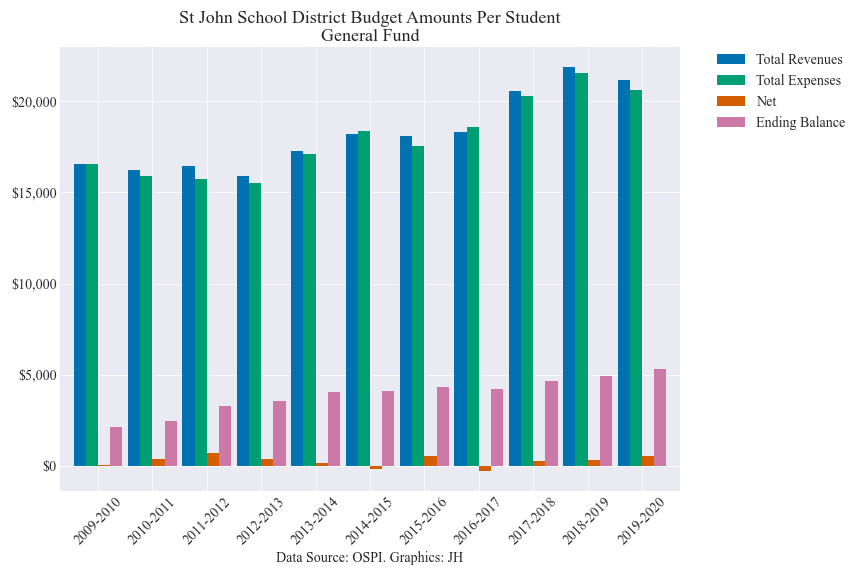 St John School District Budget Amounts Per Student
General Fund
Total Revenues
Total Expenses
Net
Ending Balance
$20,000
$15,000
$10,000
$5,000
$0
2009-2010
2010-2011
2011-2012
2012-2013
2013-2014
2014-2015
2015-2016
2016-2017
2017-2018
2018-2019
2019-2020
Data Source: OSPI. Graphics: JH